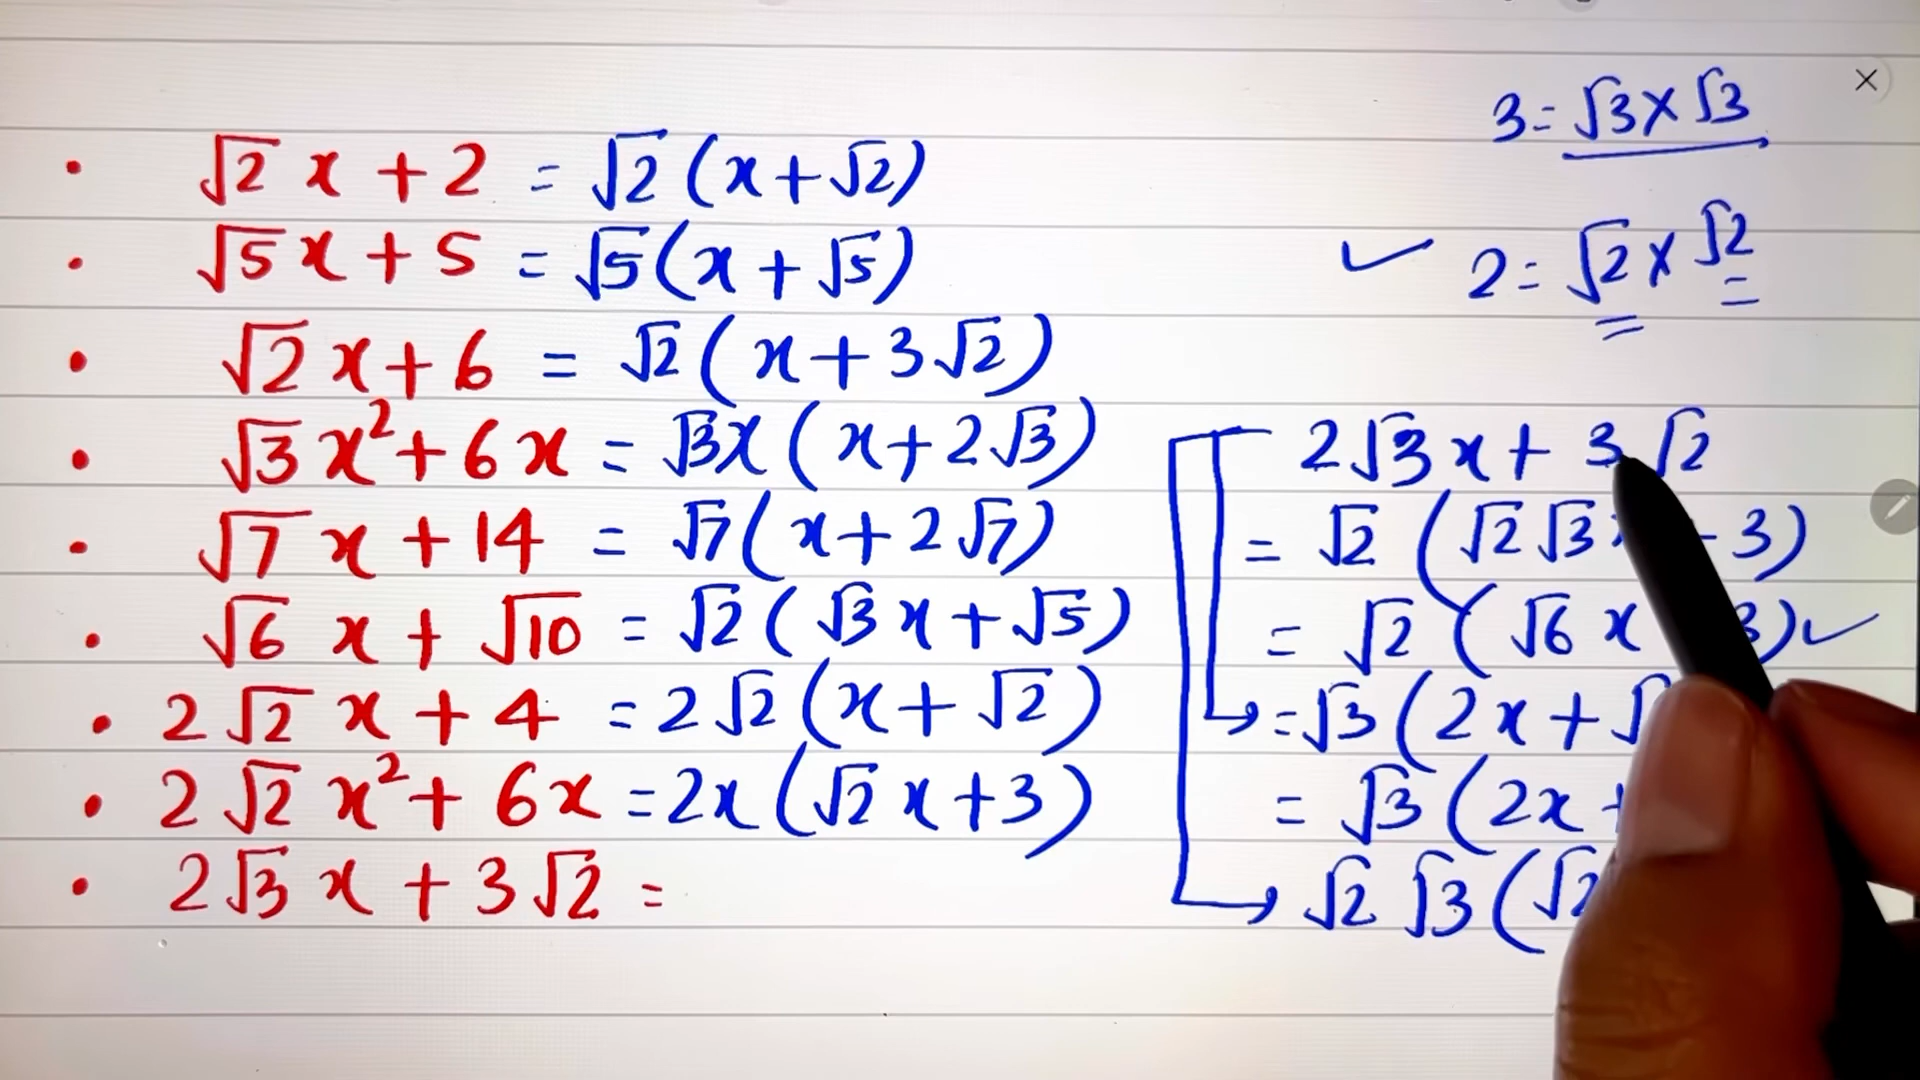 • √2 x + 2 = √2 (x + √2)
• √5 x + 5 = √5 (x + √5)
• √2 x + 6 = √2 (x + 3√2)
• √3 x² + 6x = √3x (x + 2√3)
• √7 x + 14 = √7 (x + 2√7)
• √6 x + √10 = √2 (√3 x + √5)
• 2√2 x + 4 = 2√2 (x + √2)
• 2√2 x² + 6x = 2x (√2 x + 3)
• 2√3 x + 3√2 =
3 = √3 × √3
✓ 2 = √2 × √2
2√3 x + 3√2
= √2 (√2 √3 3)
= √2 (√6 x 3) ✓
= √3 (2x + √
= √3 (2x +
√2 √3 (√2